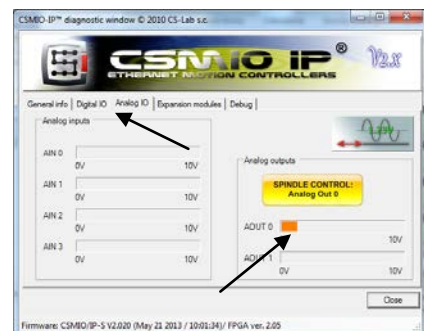 CSMIO-IP™ diagnostic window © 2010 CS-Lab s.c.
CSMIO IP® V2.X
ETHERNET MOTION CONTROLLERS
General info Digital IO Analog IO Expansion modules Debug
Analog inputs
AIN 0
0V 10V
AIN 1
0V 10V
AIN 2
0V 10V
AIN 3
0V 10V
Analog outputs
SPINDLE CONTROL:
Analog Out 0
AOUT 0
10V
AOUT 1
0V 10V
Close
Firmware: CSMIO/IP-S V2.020 (May 21 2013 / 10:01:34)/ FPGA ver. 2.05